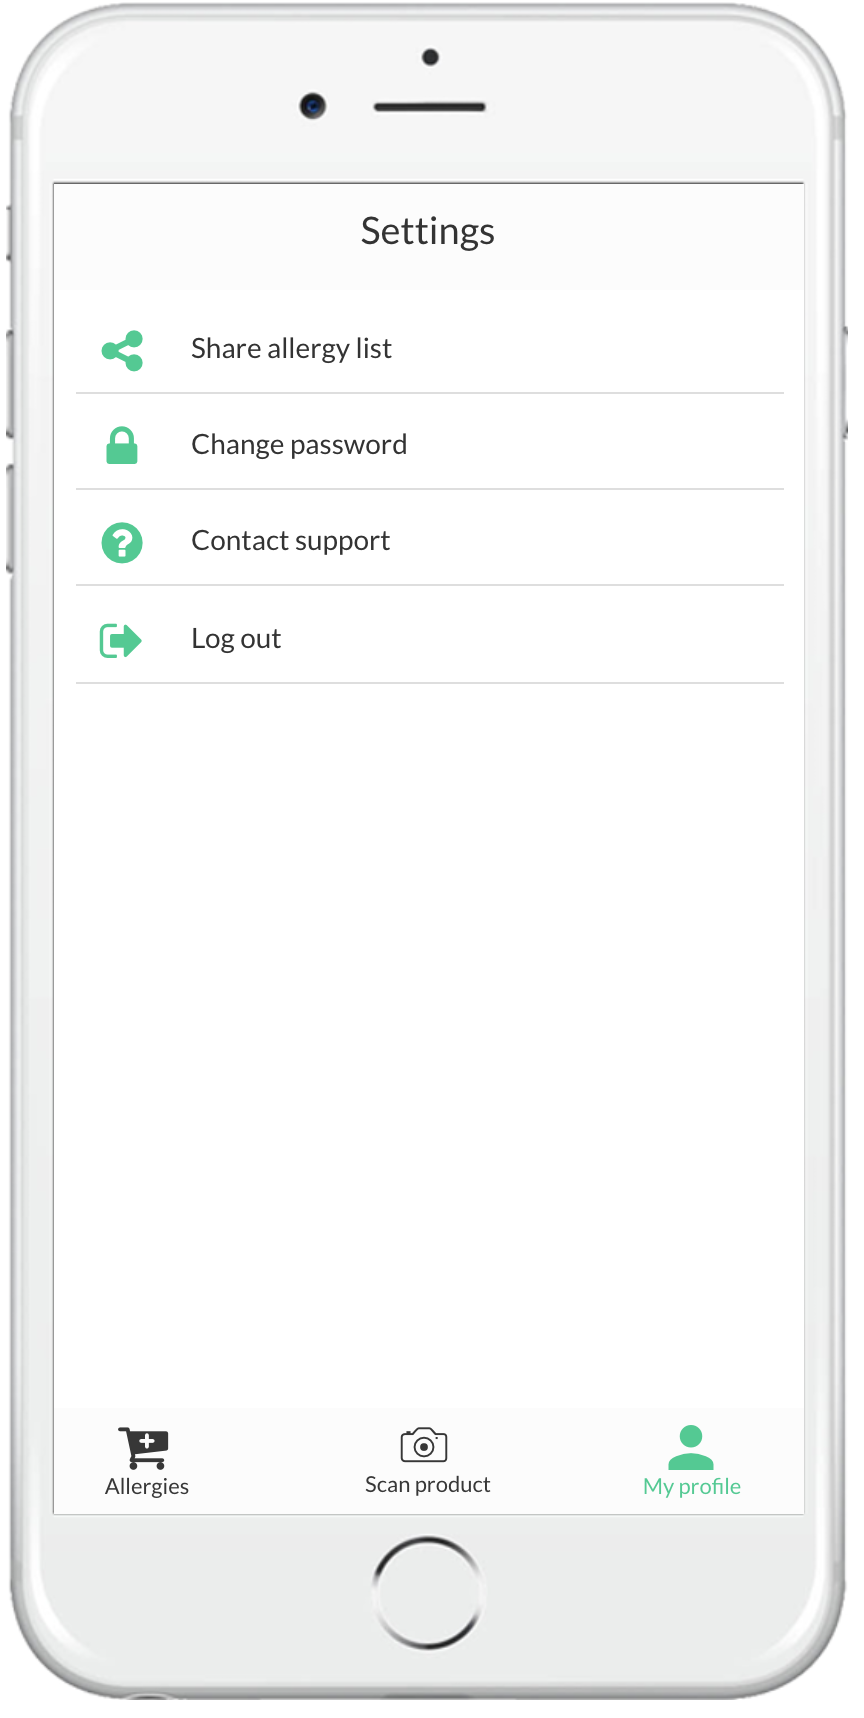 Settings
Share allergy list
Change password
Contact support
Log out
Allergies
Scan product
My profile